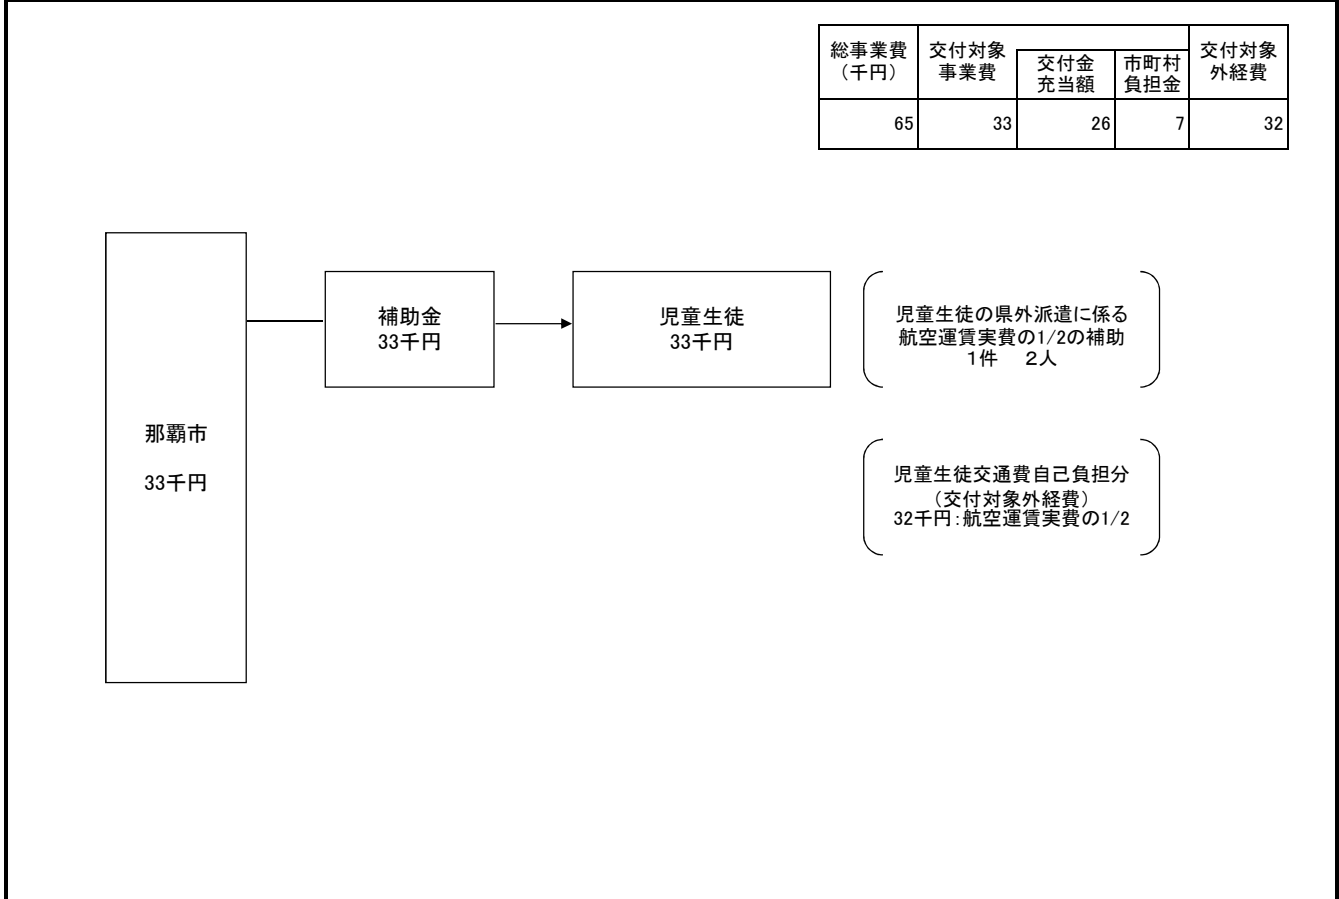 総事業費
（千円）
交付対象
事業費
交付金
充当額
市町村
負担金
交付対象
外経費
65
33
26
7
32
那覇市
33千円
補助金
33千円
児童生徒
33千円
児童生徒の県外派遣に係る
航空運賃実費の1/2の補助
１件　２人
児童生徒交通費自己負担分
（交付対象外経費）
32千円：航空運賃実費の1/2